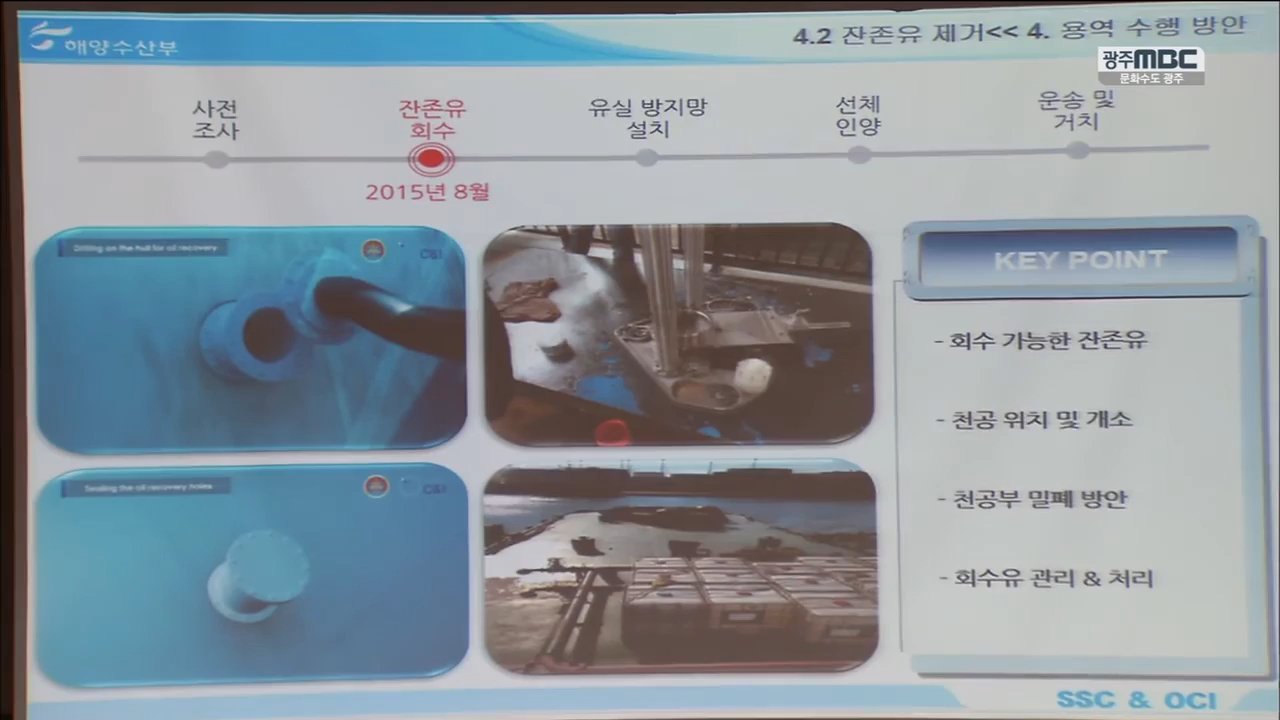 해양수산부
4.2 잔존유 제거<< 4. 용역 수행 방안
광주MBC
문화수도 광주
사전
조사
잔존유
회수
2015년 8월
유실 방지망
설치
선체
인양
운송 및
거치
Drilling on the hull for oil recovery
Sealing the oil recovery holes
KEY POINT
- 회수 가능한 잔존유
- 천공 위치 및 개소
- 천공부 밀폐 방안
- 회수유 관리 & 처리
SSC & OCI